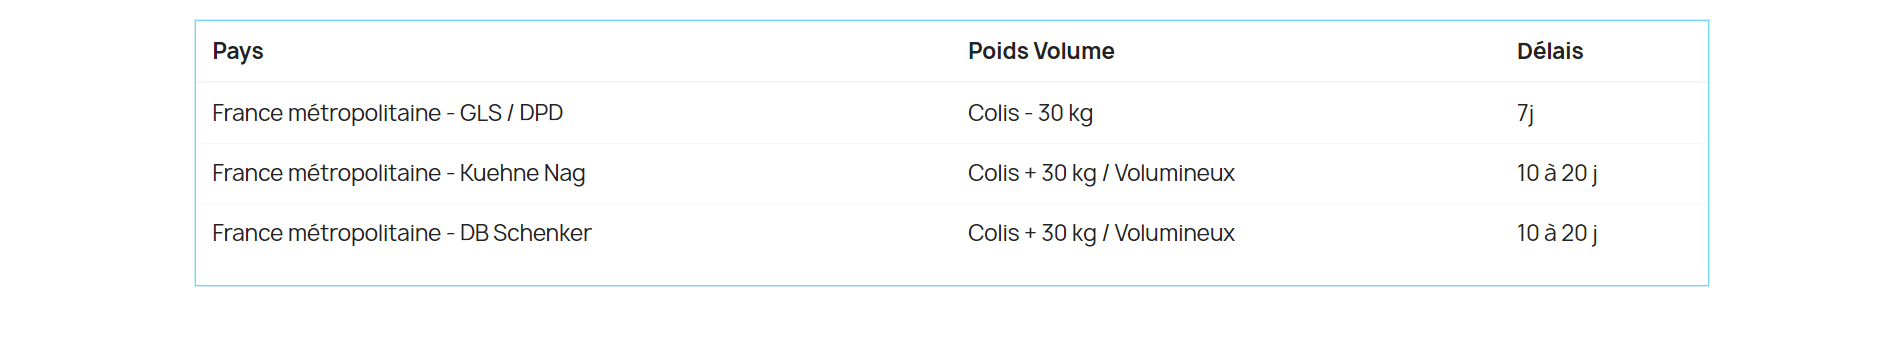 Pays Poids Volume Délais
France métropolitaine - GLS / DPD Colis - 30 kg 7j
France métropolitaine - Kuehne Nag Colis + 30 kg / Volumineux 10 à 20 j
France métropolitaine - DB Schenker Colis + 30 kg / Volumineux 10 à 20 j